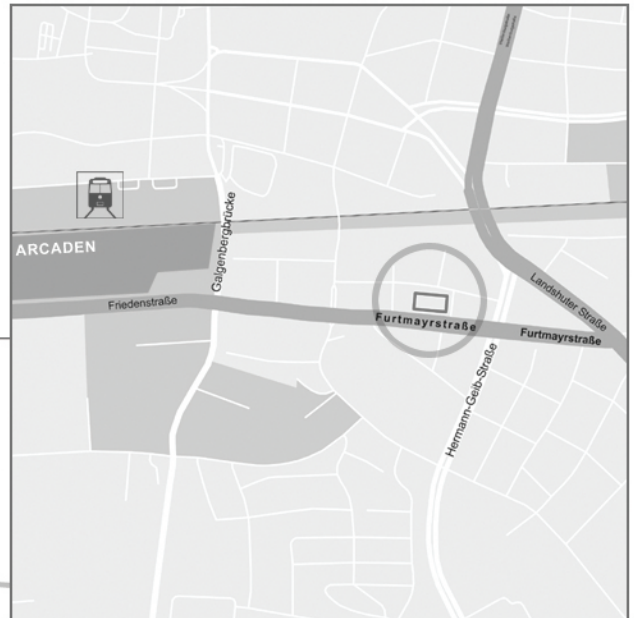 ARCADEN
Galgenbergbrücke
Friedenstraße
Furtmayrstraße
Landshuter Straße
Furtmayrstraße
Hermann-Geib-Straße